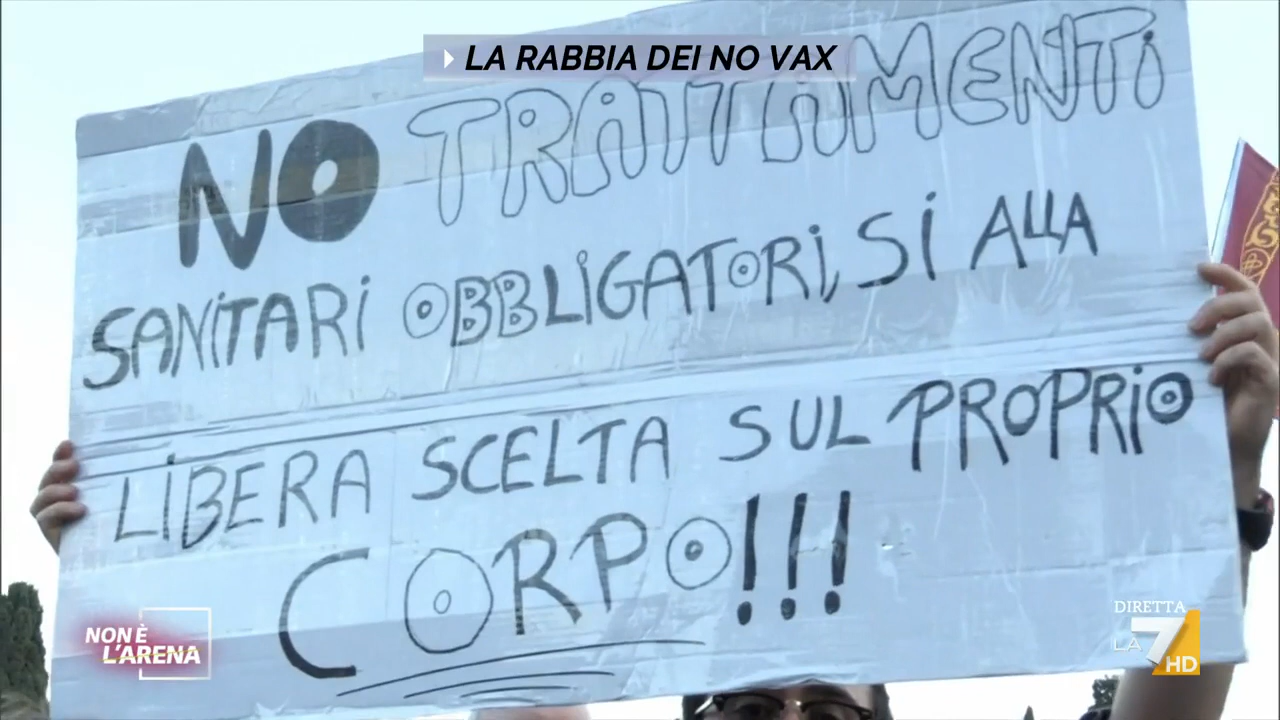 LA RABBIA DEI NO VAX
NO TRATTAMENTI
SANITARI OBBLIGATORI, SI ALLA
LIBERA SCELTA SUL PROPRIO
CORPO!!!
NON È
L'ARENA
DIRETTA
LA 7 HD